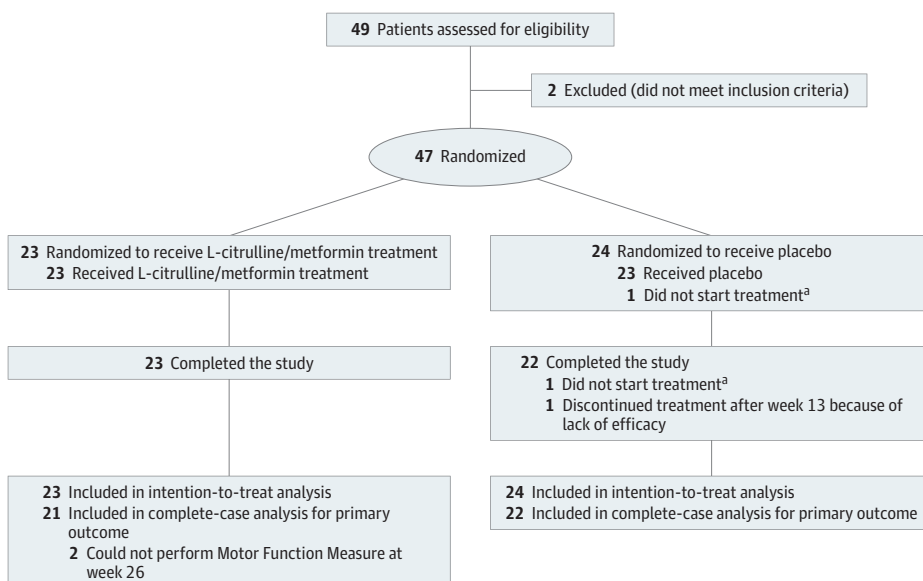 49 Patients assessed for eligibility
2 Excluded (did not meet inclusion criteria)
47 Randomized
23 Randomized to receive L-citrulline/metformin treatment
23 Received L-citrulline/metformin treatment
24 Randomized to receive placebo
23 Received placebo
1 Did not start treatmentᵃ
23 Completed the study
22 Completed the study
1 Did not start treatmentᵃ
1 Discontinued treatment after week 13 because of
lack of efficacy
23 Included in intention-to-treat analysis
21 Included in complete-case analysis for primary
outcome
2 Could not perform Motor Function Measure at
week 26
24 Included in intention-to-treat analysis
22 Included in complete-case analysis for primary outcome